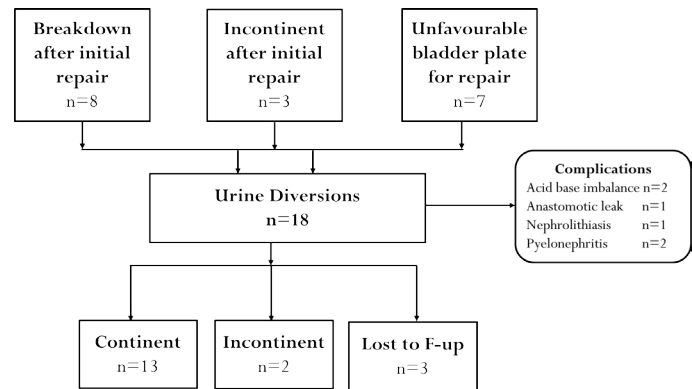 Breakdown
after initial
repair
n=8
Incontinent
after initial
repair
n=3
Unfavourable
bladder plate
for repair
n=7
Urine Diversions
n=18
Complications
Acid base imbalance n=2
Anastomotic leak n=1
Nephrolithiasis n=1
Pyelonephritis n=2
Continent
n=13
Incontinent
n=2
Lost to F-up
n=3